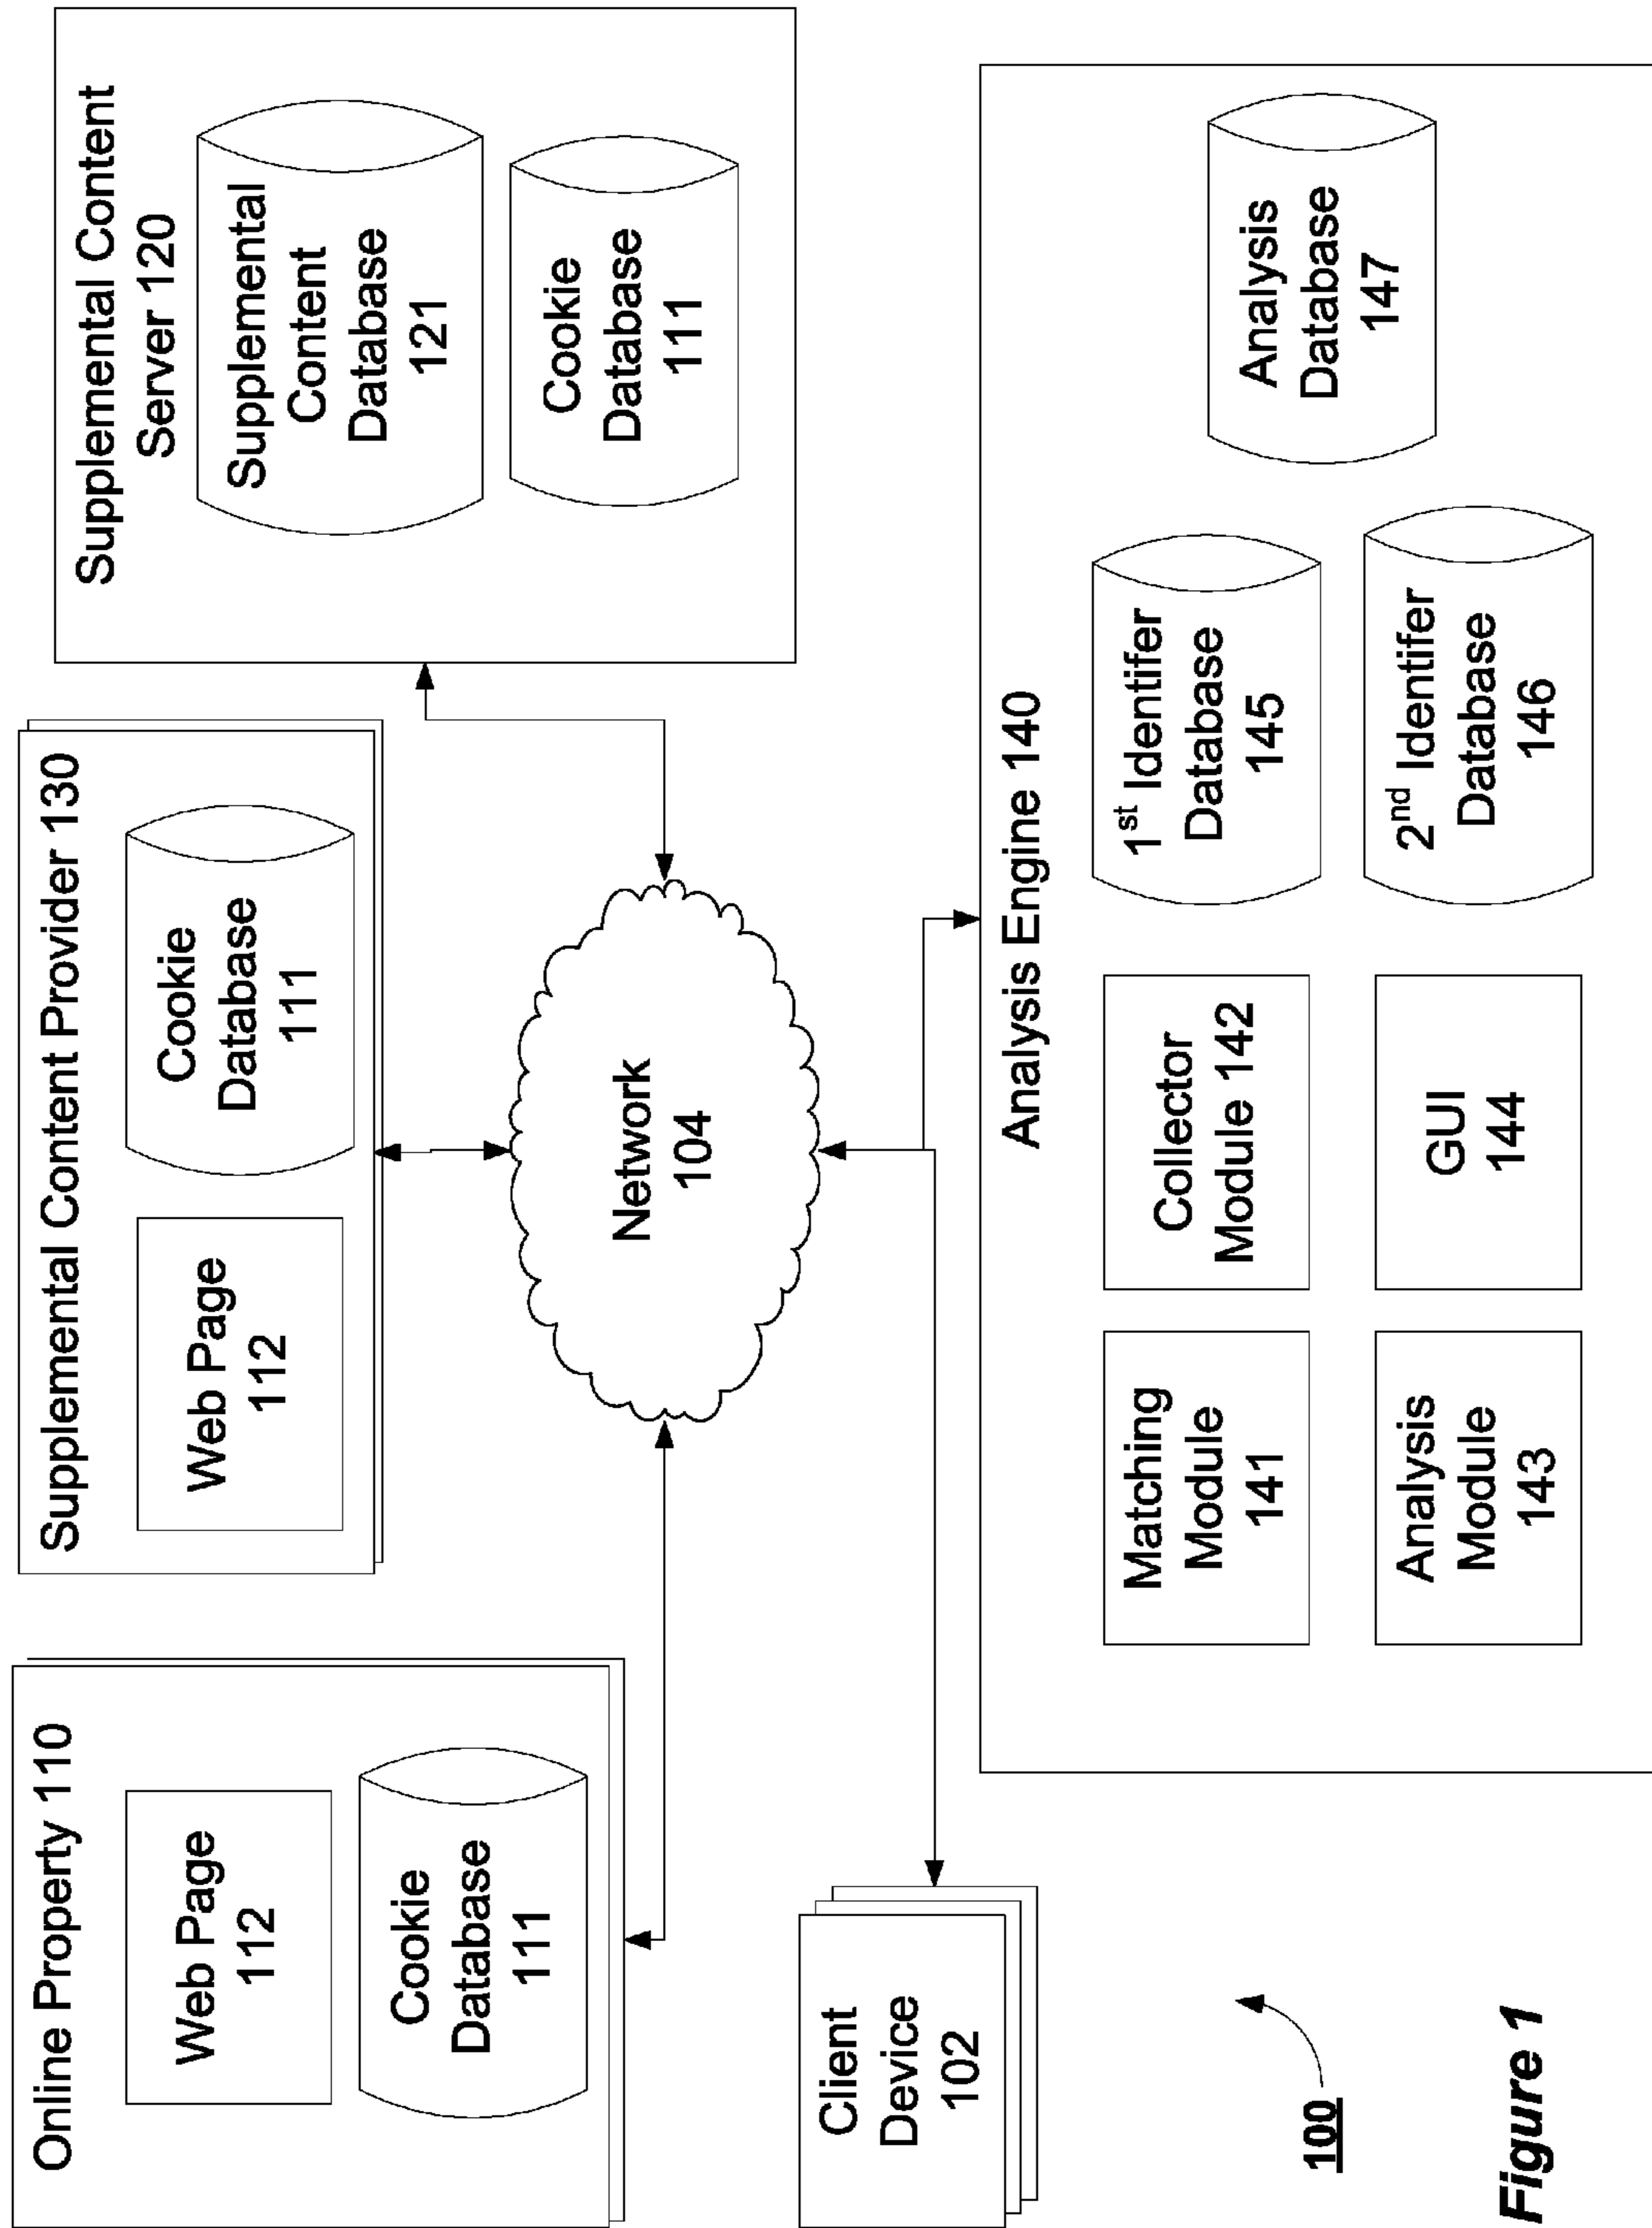 Online Property 110
Web Page
112
Cookie
Database
111
Supplemental Content Provider 130
Web Page
112
Cookie
Database
111
Supplemental Content
Server 120
Supplemental
Content
Database
121
Cookie
Database
111
Network
104
Client
Device
102
Analysis Engine 140
Matching
Module
141
Collector
Module 142
Analysis
Module
143
GUI
144
1st Identifer
Database
145
2nd Identifer
Database
146
Analysis
Database
147
100
Figure 1